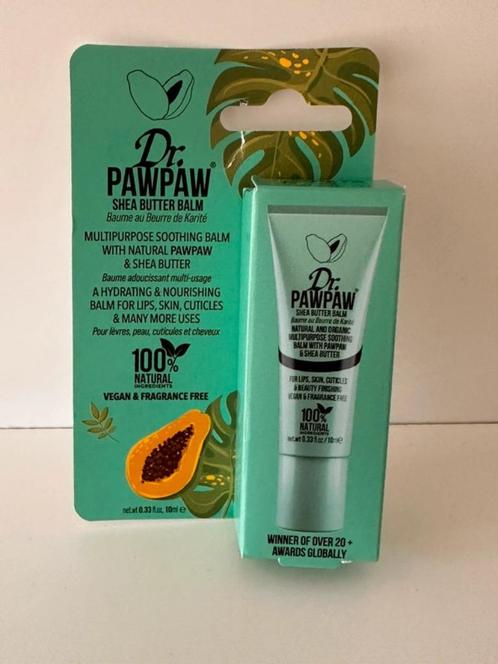 Dr.
PAWPAW®
SHEA BUTTER BALM
Baume au Beurre de Karité
MULTIPURPOSE SOOTHING BALM
WITH NATURAL PAWPAW
& SHEA BUTTER
Baume adoucissant multi-usage
A HYDRATING & NOURISHING
BALM FOR LIPS, SKIN, CUTICLES
& MANY MORE USES
Pour lèvres, peau, cuticules et cheveux
100%
NATURAL
INGREDIENTS
VEGAN & FRAGRANCE FREE
net.wt 0.33 fl.oz, 10ml e
Dr.
PAWPAW®
SHEA BUTTER BALM
Baume au Beurre de Karité
NATURAL AND ORGANIC
MULTIPURPOSE SOOTHING
BALM WITH PAWPAW
& SHEA BUTTER
FOR LIPS, SKIN, CUTICLES
& BEAUTY FINISHING
VEGAN & FRAGRANCE FREE
100%
NATURAL
INGREDIENTS
net.wt 0.33 fl.oz / 10ml e
WINNER OF OVER 20 +
AWARDS GLOBALLY